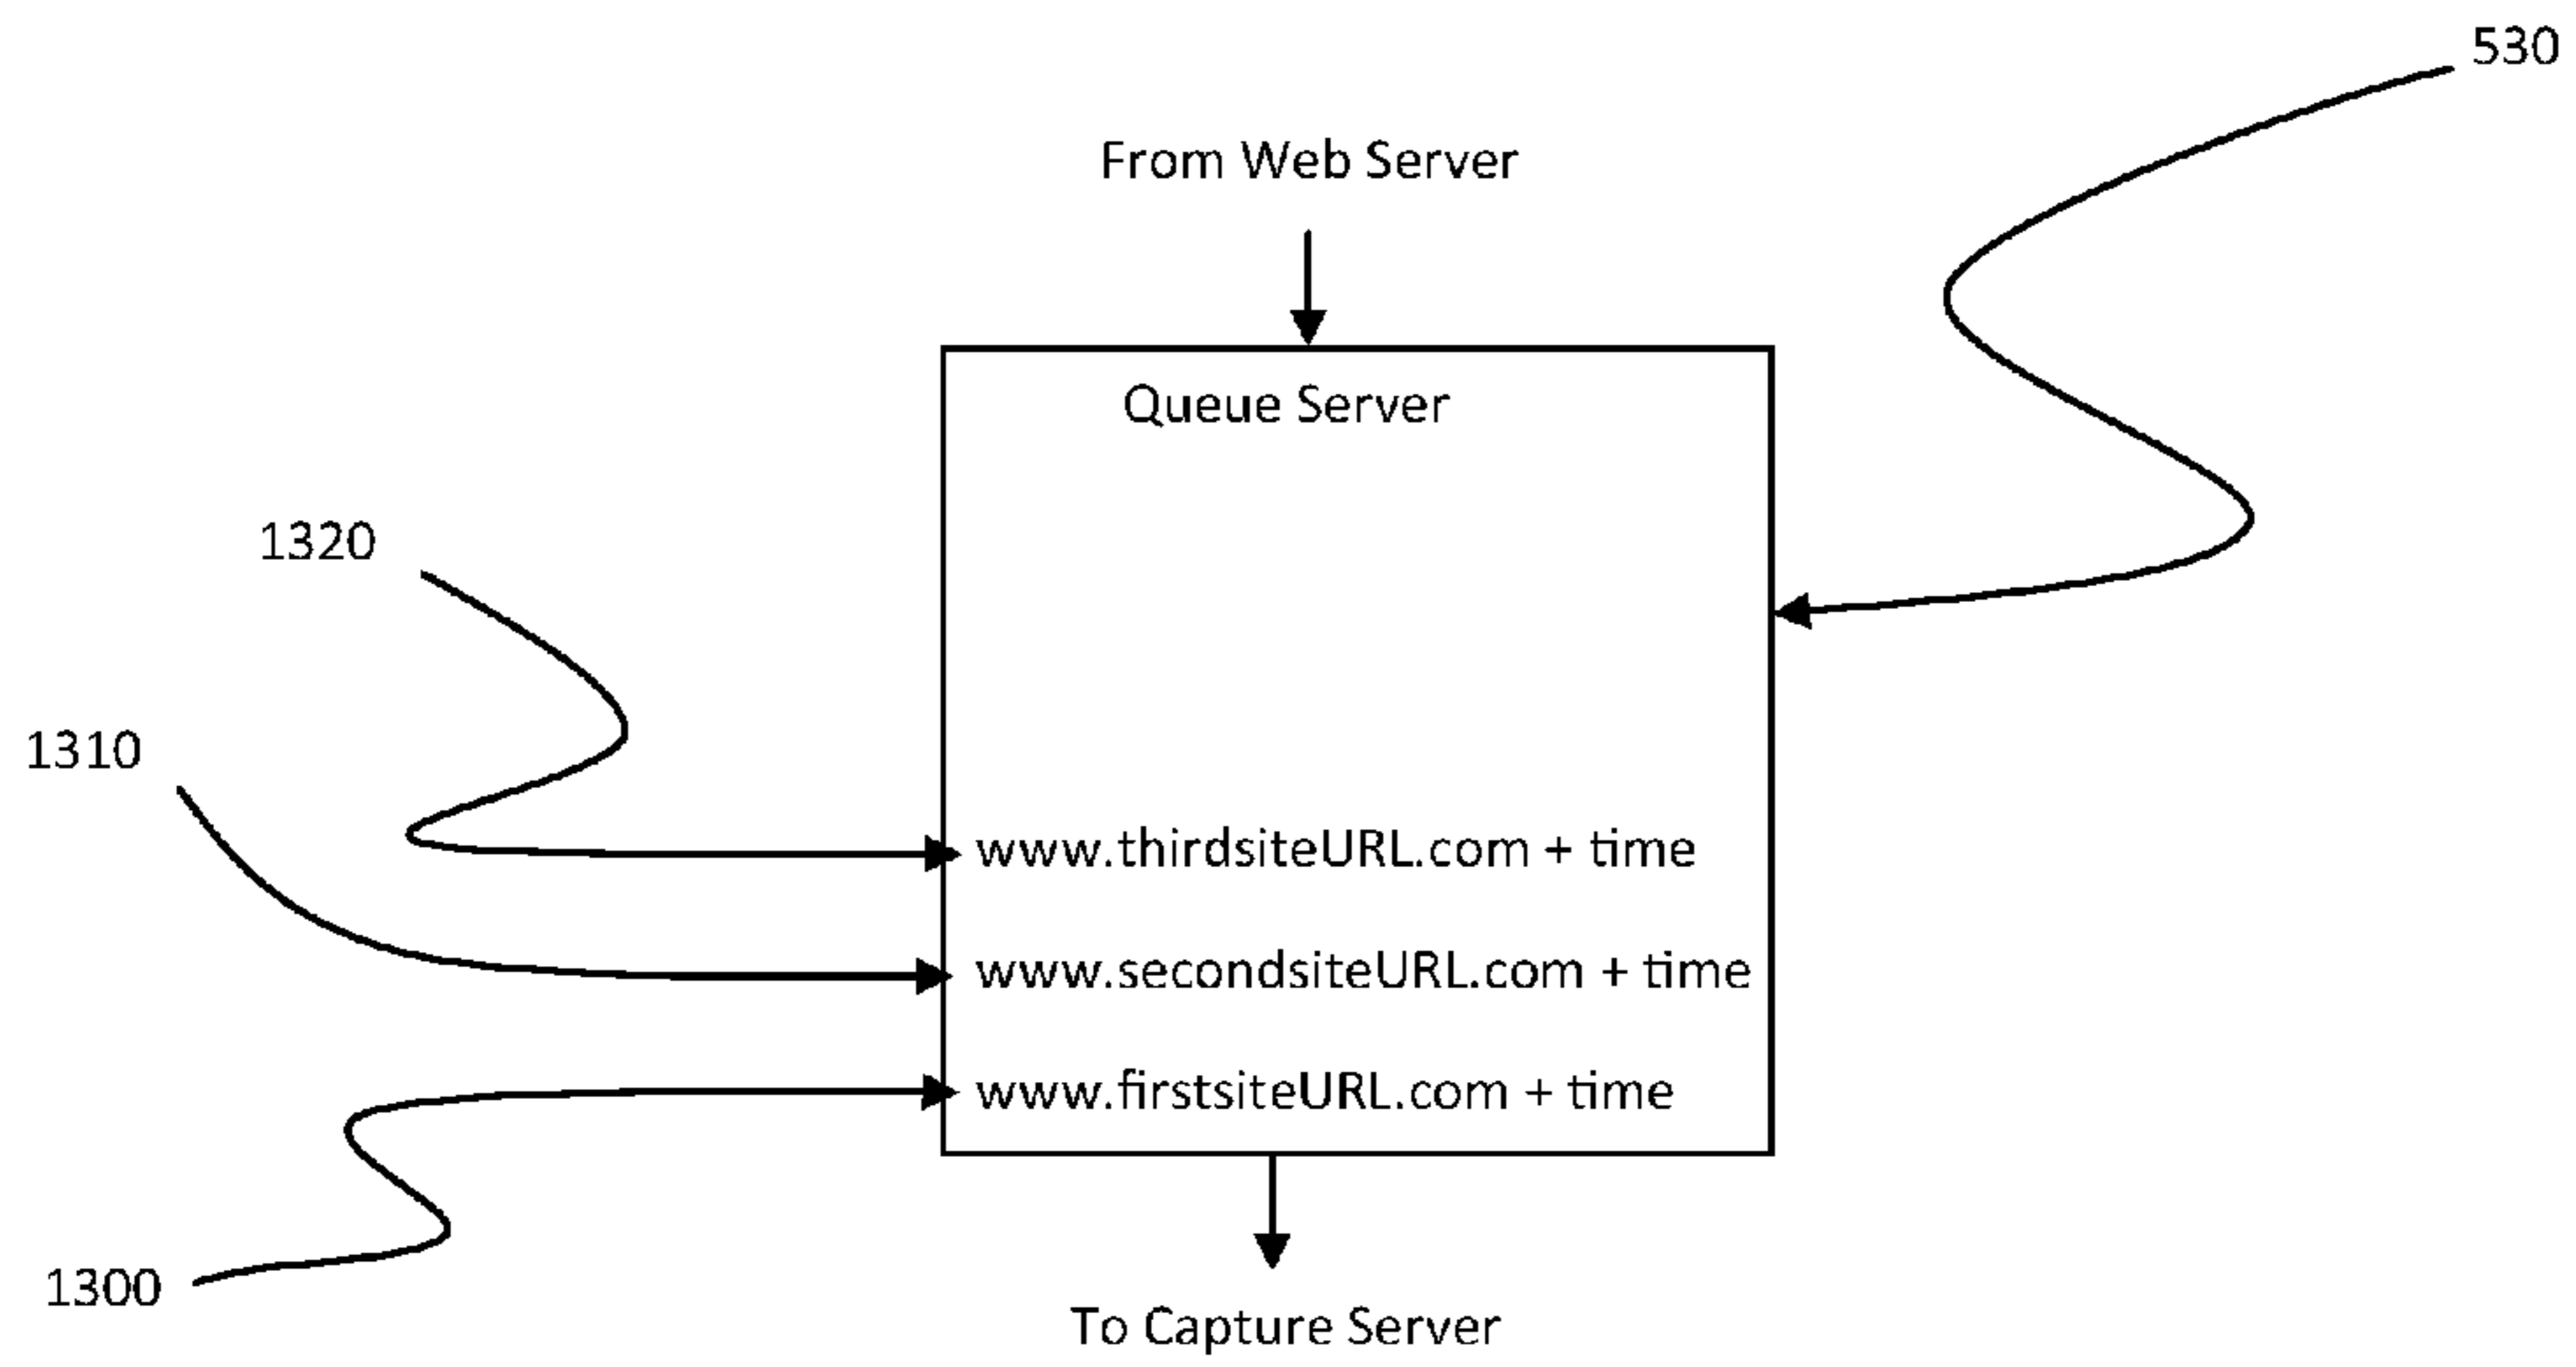 530
From Web Server
Queue Server
1320
1310
www.thirdsiteURL.com + time
www.secondsiteURL.com + time
www.firstsiteURL.com + time
1300
To Capture Server